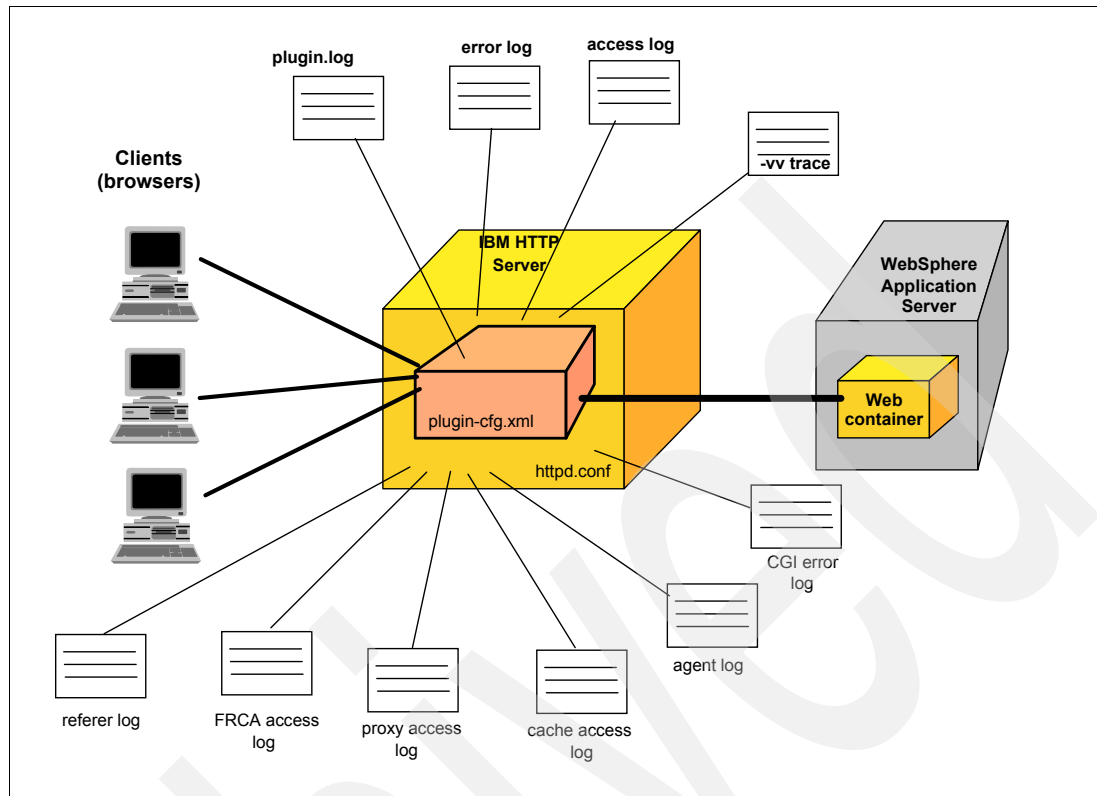 plugin.log
error log
access log
-vv trace
Clients
(browsers)
IBM HTTP
Server
WebSphere
Application
Server
Web
container
plugin-cfg.xml
httpd.conf
CGI error
log
agent log
referer log
FRCA access
log
proxy access
log
cache access
log